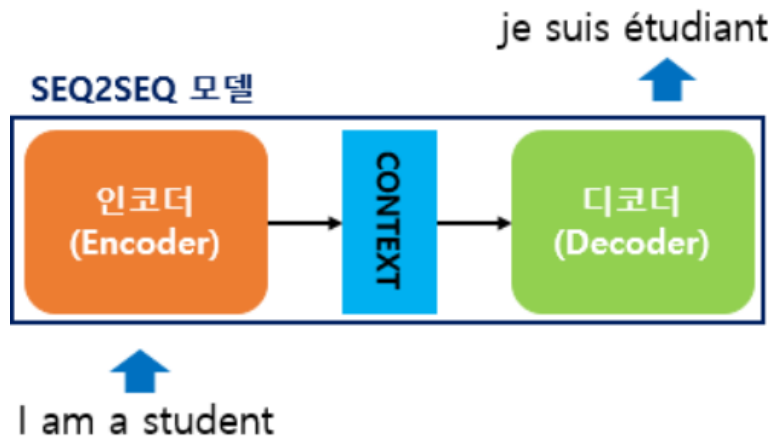 je suis étudiant
SEQ2SEQ 모델
인코더
(Encoder)
CONTEXT
디코더
(Decoder)
I am a student